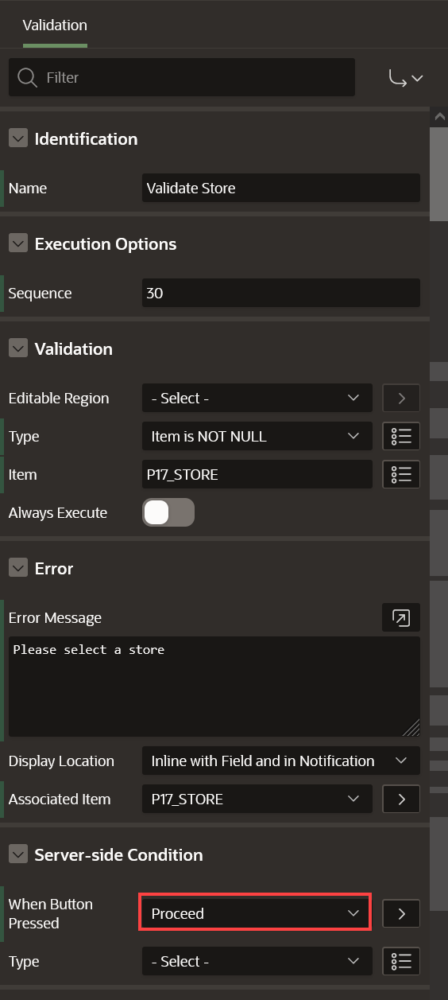 Validation
Filter
Identification
Name Validate Store
Execution Options
Sequence 30
Validation
Editable Region - Select -
Type Item is NOT NULL
Item P17_STORE
Always Execute
Error
Error Message
Please select a store
Display Location Inline with Field and in Notification
Associated Item P17_STORE
Server-side Condition
When Button
Pressed Proceed
Type - Select -